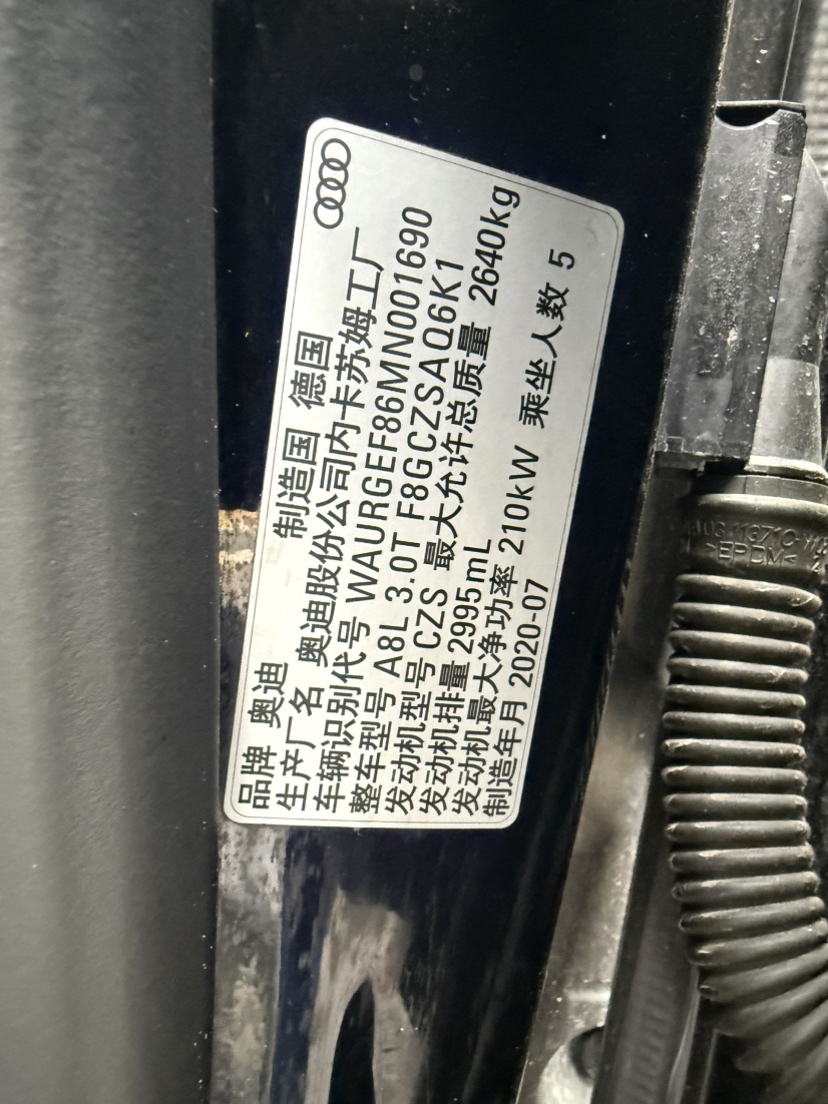 品牌 奥迪 制造国 德国
生产厂名 奥迪股份公司内卡苏姆工厂
车辆识别代号 WAURGEF86MN001690
整车型号 A8L 3.0T F8GCZSAQ6K1
发动机型号 CZS 最大允许总质量 2640kg
发动机排量 2995mL
发动机最大净功率 210kW 乘坐人数 5
制造年月 2020-07
>EPDM<